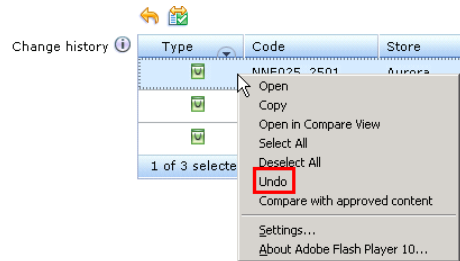 Change history
Type Code Store
NNF025_2501 Aurora
Open
Copy
Open in Compare View
Select All
Deselect All
1 of 3 selecte
Undo
Compare with approved content
Settings...
About Adobe Flash Player 10...